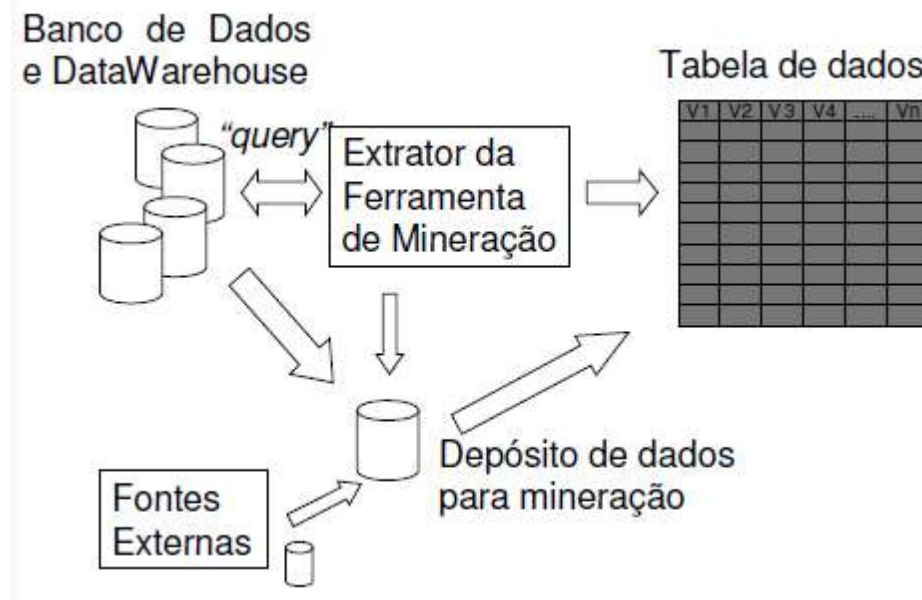 Banco de Dados
e DataWarehouse
"query"
Extrator da
Ferramenta
de Mineração
Tabela de dados
V1 V2 V3 V4 ..... Vn
Depósito de dados
para mineração
Fontes
Externas